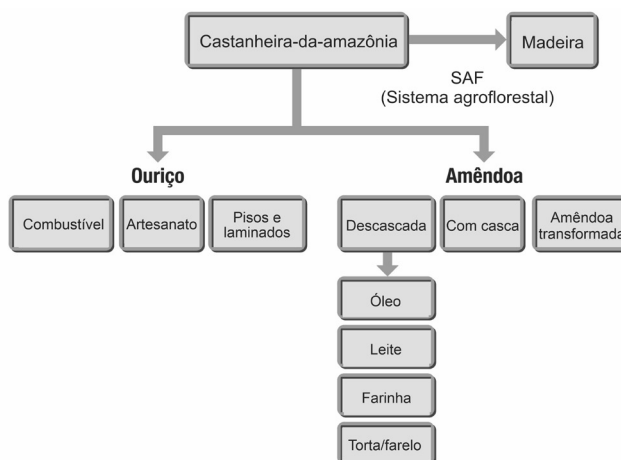 Castanheira-da-amazônia
Madeira
SAF
(Sistema agroflorestal)
Ouriço
Amêndoa
Combustível
Artesanato
Pisos e
laminados
Descascada
Com casca
Amêndoa
transformada
Óleo
Leite
Farinha
Torta/farelo